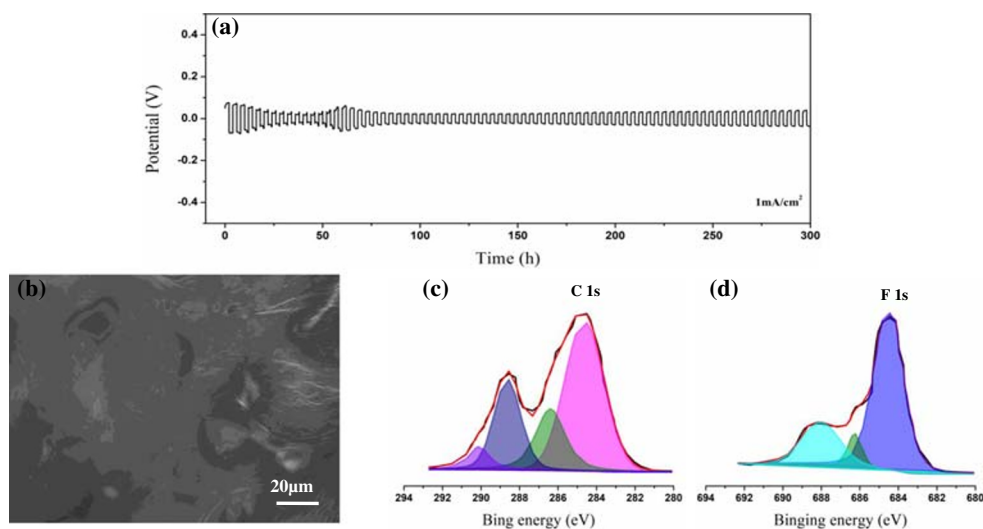 (a)
0.4
0.2
0.0
-0.2
-0.4
Potential (V)
1mA/cm²
0 50 100 150 200 250 300
Time (h)
(b)
20μm
(c)
C 1s
294 292 290 288 286 284 282 280
Bing energy (eV)
(d)
F 1s
694 692 690 688 686 684 682 680
Binging energy (eV)